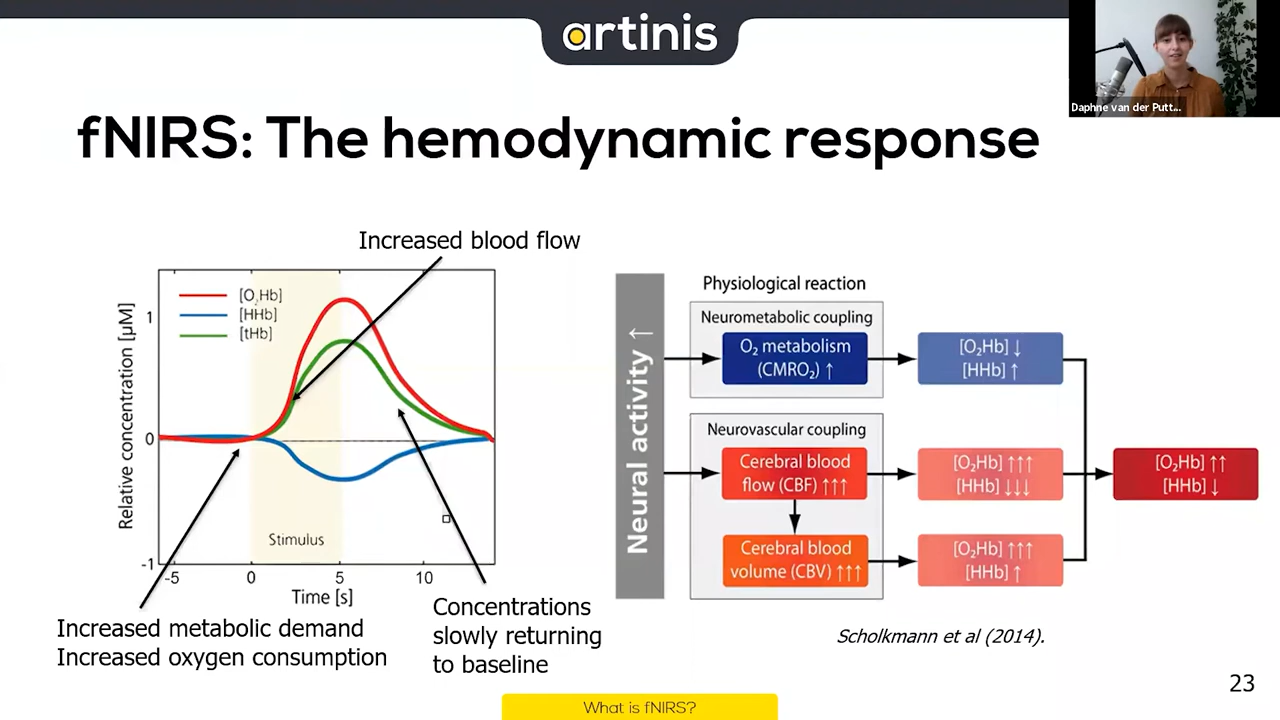 artinis
Daphne van der Putt...
fNIRS: The hemodynamic response
Increased blood flow
[O₂Hb]
[HHb]
[tHb]
1
0
-1
Relative concentration [µM]
Stimulus
-5
0
5
10
Time [s]
Increased metabolic demand
Increased oxygen consumption
Concentrations
slowly returning
to baseline
Neural activity ↑
Physiological reaction
Neurometabolic coupling
O₂ metabolism
(CMRO₂) ↑
[O₂Hb] ↓
[HHb] ↑
Neurovascular coupling
Cerebral blood
flow (CBF) ↑↑↑
[O₂Hb] ↑↑↑
[HHb] ↓↓↓
Cerebral blood
volume (CBV) ↑↑↑
[O₂Hb] ↑↑↑
[HHb] ↑
[O₂Hb] ↑↑
[HHb] ↓
Scholkmann et al (2014).
23
What is fNIRS?